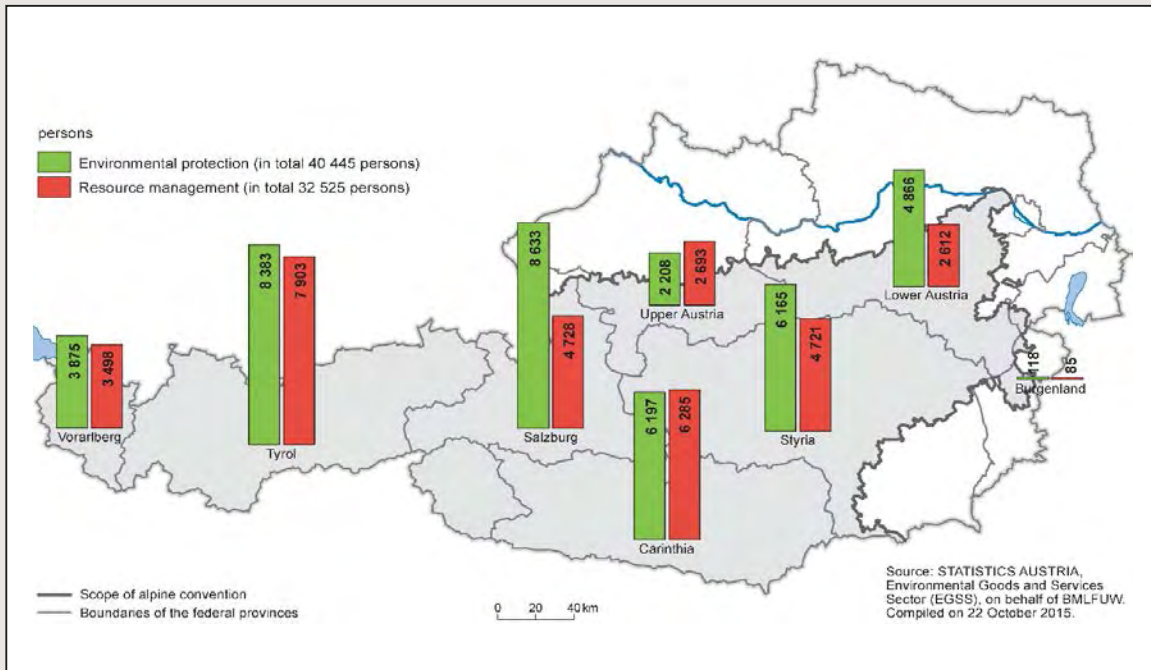 persons
Environmental protection (in total 40 445 persons)
Resource management (in total 32 525 persons)
4 866
2 612
Lower Austria
8 633
4 728
Salzburg
2 208
2 693
Upper Austria
8 383
7 903
Tyrol
6 165
4 721
Styria
3 875
3 498
Vorarlberg
118
85
Burgenland
6 197
6 285
Carinthia
Scope of alpine convention
Boundaries of the federal provinces
0 20 40 km
Source: STATISTICS AUSTRIA,
Environmental Goods and Services
Sector (EGSS), on behalf of BMLFUW.
Compiled on 22 October 2015.